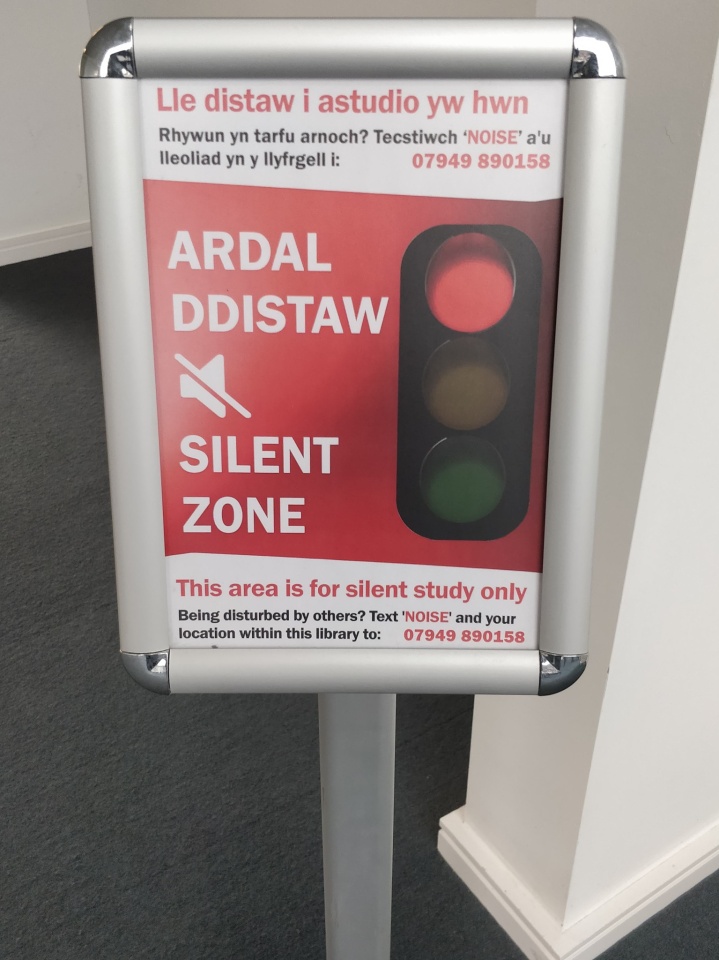 Lle distaw i astudio yw hwn
Rhywun yn tarfu arnoch? Tecstiwch ‘NOISE’ a'u
lleoliad yn y llyfrgell i: 07949 890158
ARDAL
DDISTAW
SILENT
ZONE
This area is for silent study only
Being disturbed by others? Text 'NOISE' and your
location within this library to: 07949 890158